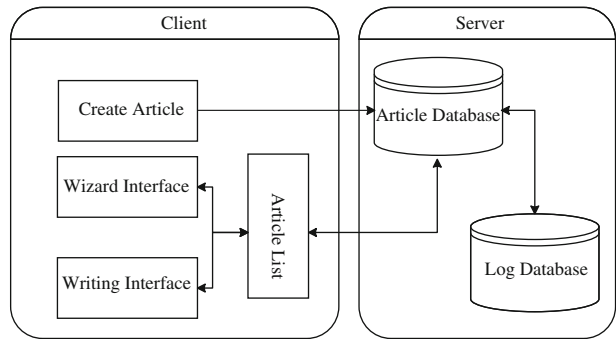 Client
Server
Create Article
Article Database
Wizard Interface
Article List
Writing Interface
Log Database